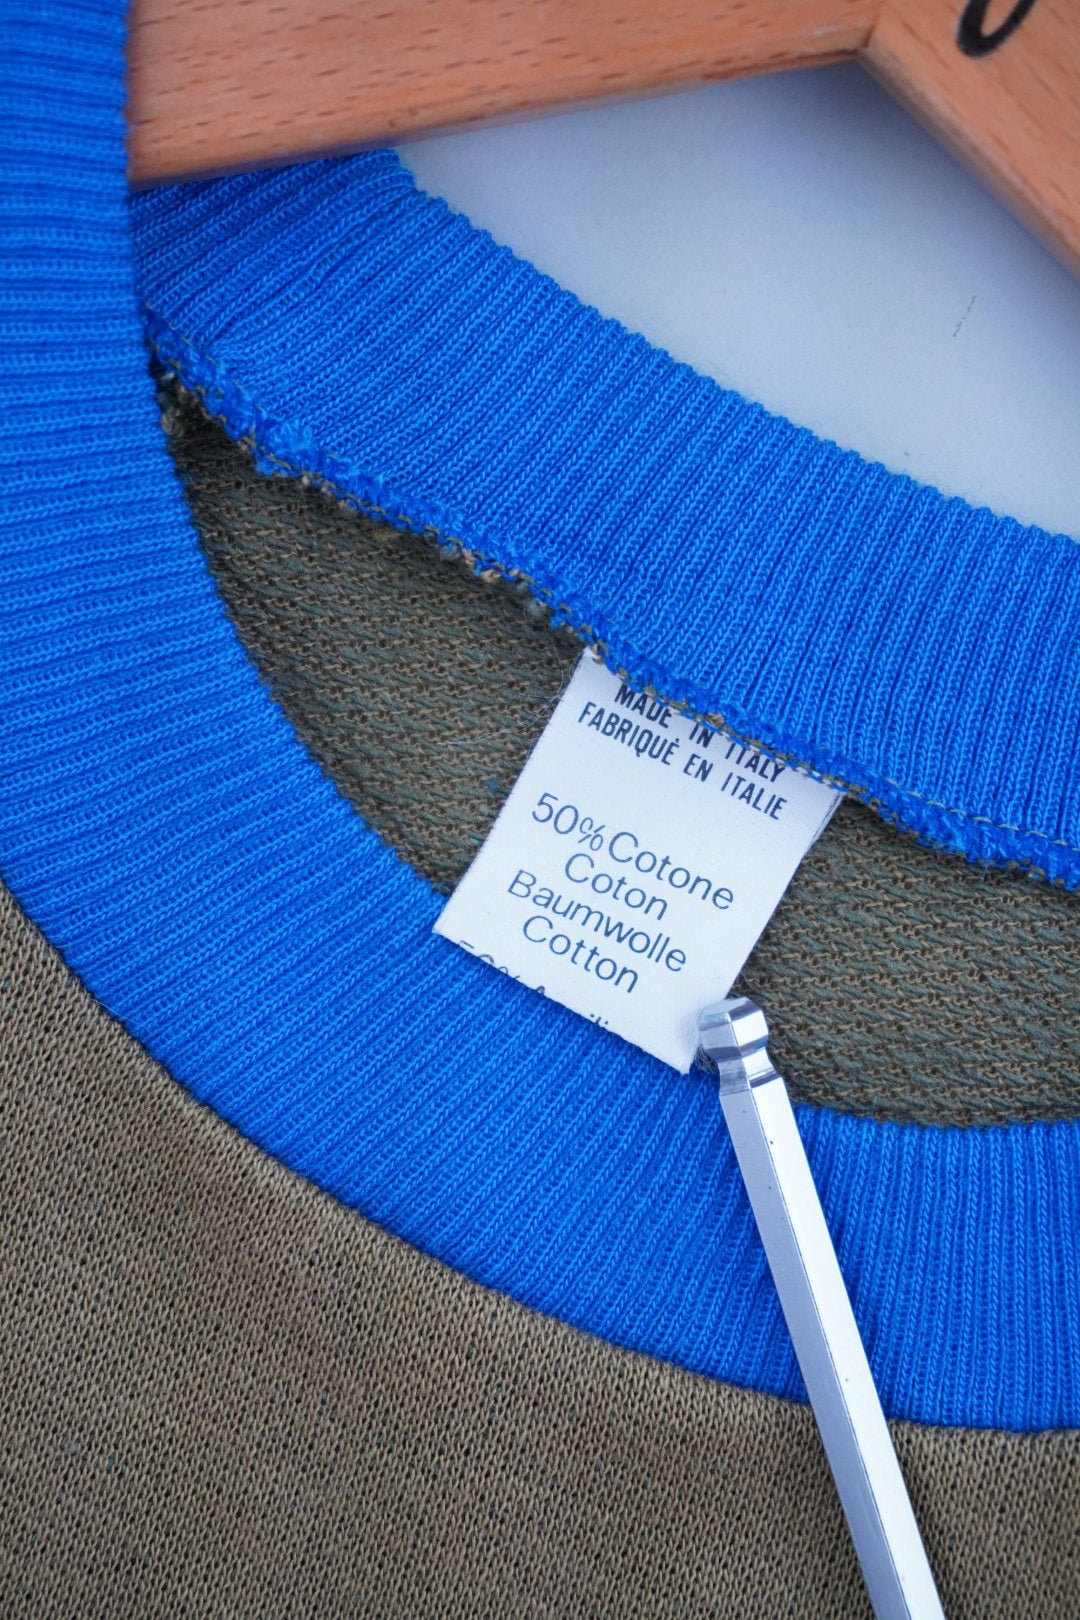 MADE IN ITALY
FABRIQUÉ EN ITALIE
50% Cotone
Coton
Baumwolle
Cotton